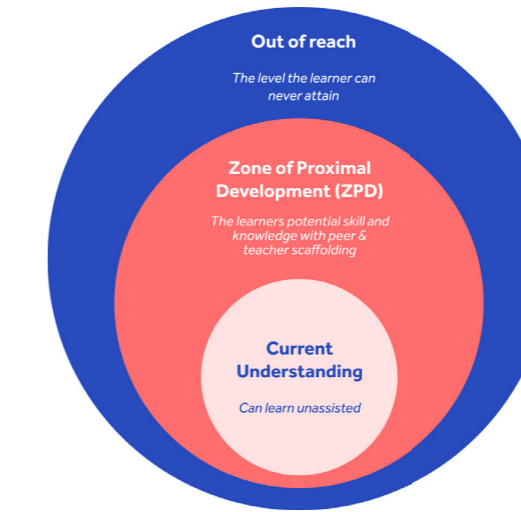 Out of reach
The level the learner can
never attain
Zone of Proximal
Development (ZPD)
The learners potential skill and
knowledge with peer &
teacher scaffolding
Current
Understanding
Can learn unassisted